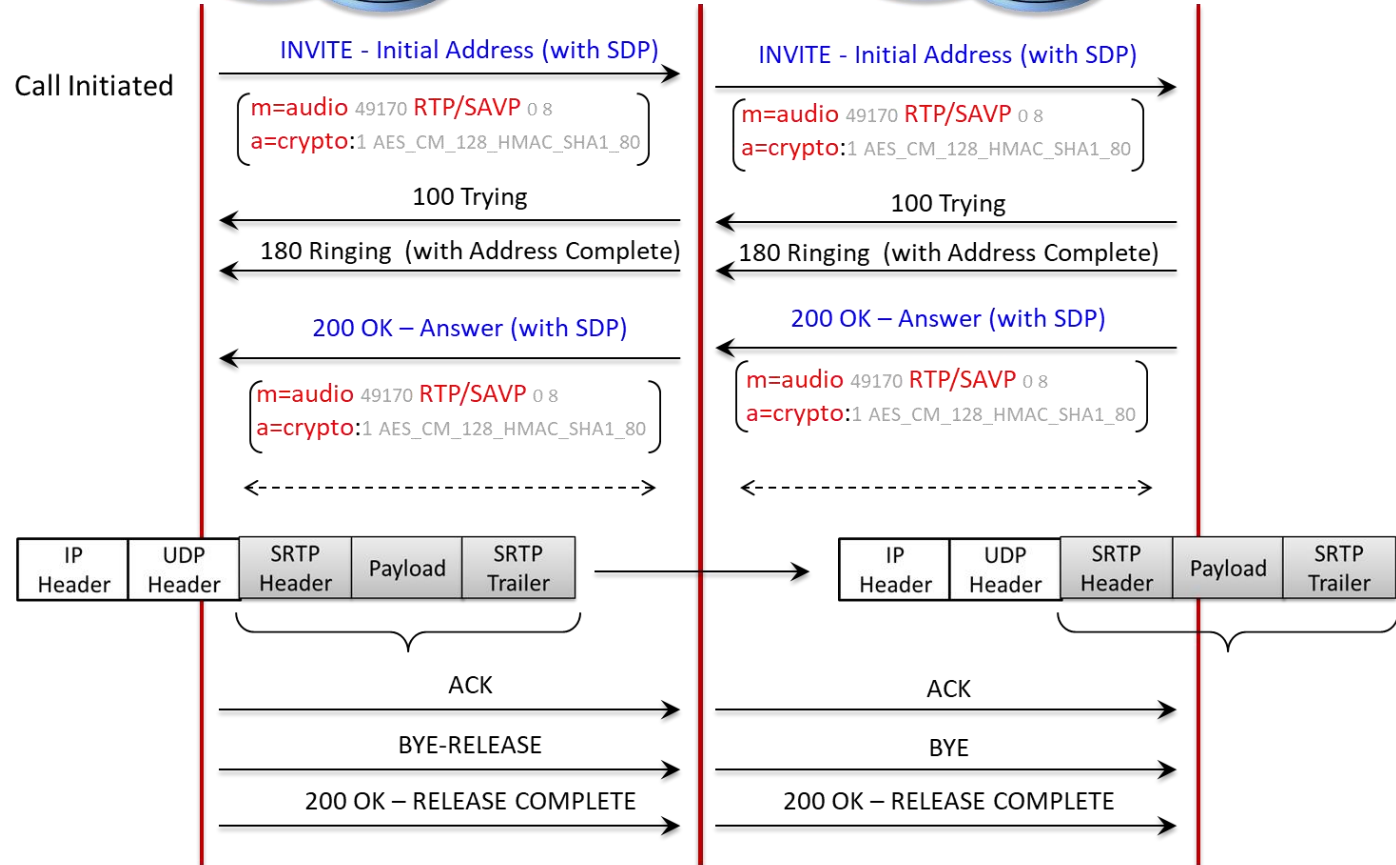 INVITE - Initial Address (with SDP)
INVITE - Initial Address (with SDP)
Call Initiated
m=audio 49170 RTP/SAVP 0 8
a=crypto:1 AES_CM_128_HMAC_SHA1_80
m=audio 49170 RTP/SAVP 0 8
a=crypto:1 AES_CM_128_HMAC_SHA1_80
100 Trying
100 Trying
180 Ringing (with Address Complete)
180 Ringing (with Address Complete)
200 OK – Answer (with SDP)
200 OK – Answer (with SDP)
m=audio 49170 RTP/SAVP 0 8
a=crypto:1 AES_CM_128_HMAC_SHA1_80
m=audio 49170 RTP/SAVP 0 8
a=crypto:1 AES_CM_128_HMAC_SHA1_80
IP
Header
UDP
Header
SRTP
Header
Payload
SRTP
Trailer
IP
Header
UDP
Header
SRTP
Header
Payload
SRTP
Trailer
ACK
ACK
BYE-RELEASE
BYE
200 OK – RELEASE COMPLETE
200 OK – RELEASE COMPLETE